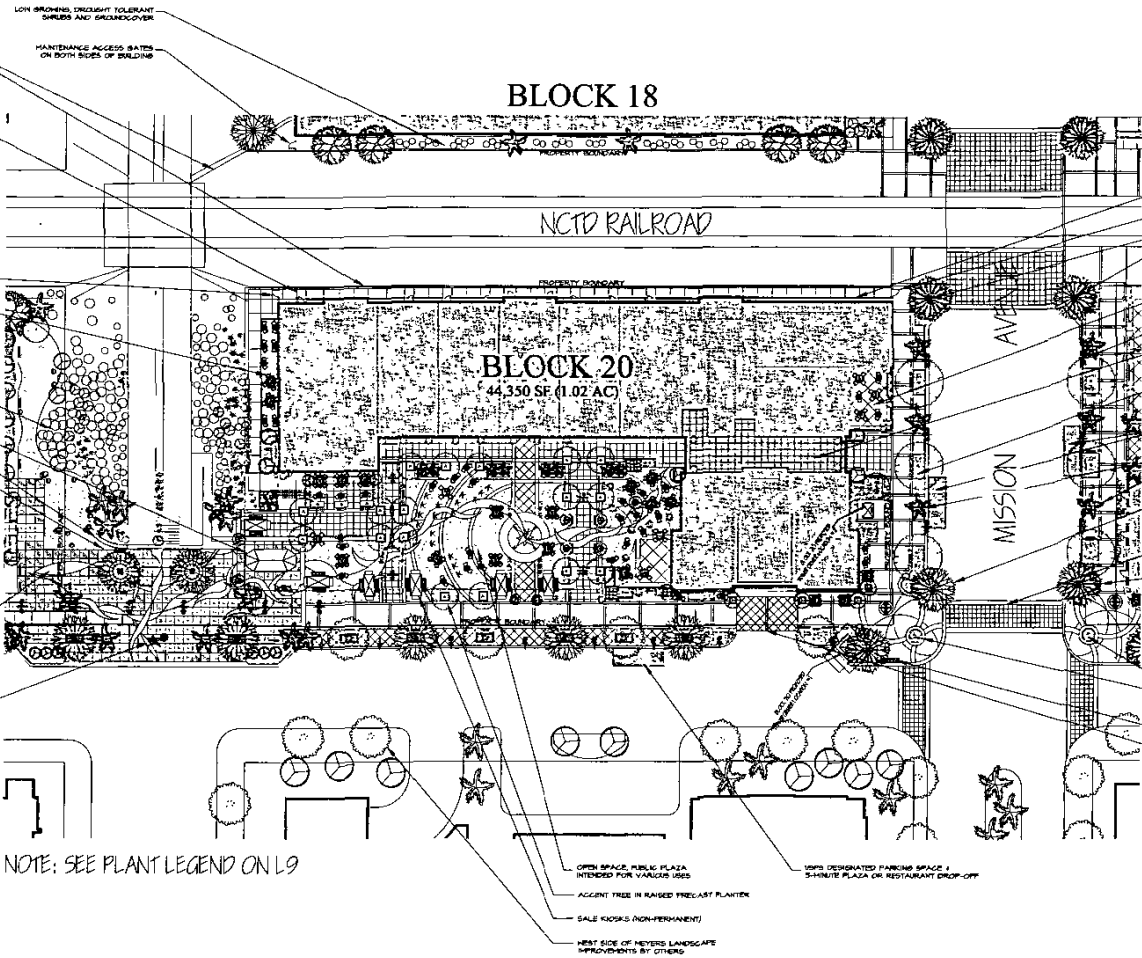 LOW GROWING, DROUGHT TOLERANT
SHRUBS AND GROUNDCOVER
MAINTENANCE ACCESS GATES
ON BOTH SIDES OF BUILDING
BLOCK 18
PROPERTY BOUNDARY
NCTD RAILROAD
PROPERTY BOUNDARY
BLOCK 20
44,350 SF (1.02 AC)
MISSION AVENUE
PROPERTY BOUNDARY
NOTE: SEE PLANT LEGEND ON L9
OPEN SPACE, PUBLIC PLAZA
INTENDED FOR VARIOUS USES
ACCENT TREE IN RAISED PRECAST PLANTER
SALE KIOSKS (NON-PERMANENT)
WEST SIDE OF MEYERS LANDSCAPE
IMPROVEMENTS BY OTHERS
USPS DESIGNATED PARKING SPACE &
3-MINUTE PLAZA OR RESTAURANT DROP-OFF